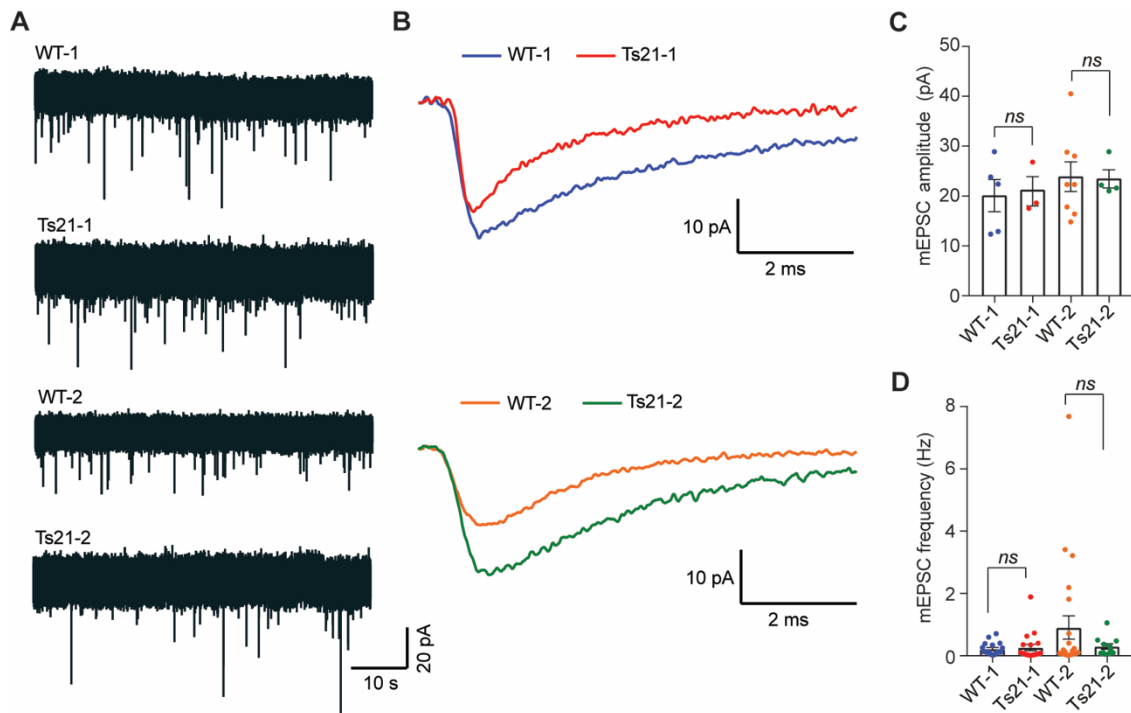 A
WT-1
Ts21-1
WT-2
Ts21-2
20 pA
10 s
B
WT-1
Ts21-1
10 pA
2 ms
WT-2
Ts21-2
10 pA
2 ms
C
mEPSC amplitude (pA)
50
40
30
20
10
0
ns
ns
WT-1
Ts21-1
WT-2
Ts21-2
D
mEPSC frequency (Hz)
8
6
4
2
0
ns
ns
WT-1
Ts21-1
WT-2
Ts21-2